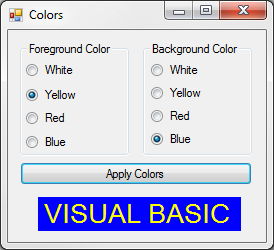 Colors
Foreground Color
White
Yellow
Red
Blue
Background Color
White
Yellow
Red
Blue
Apply Colors
VISUAL BASIC